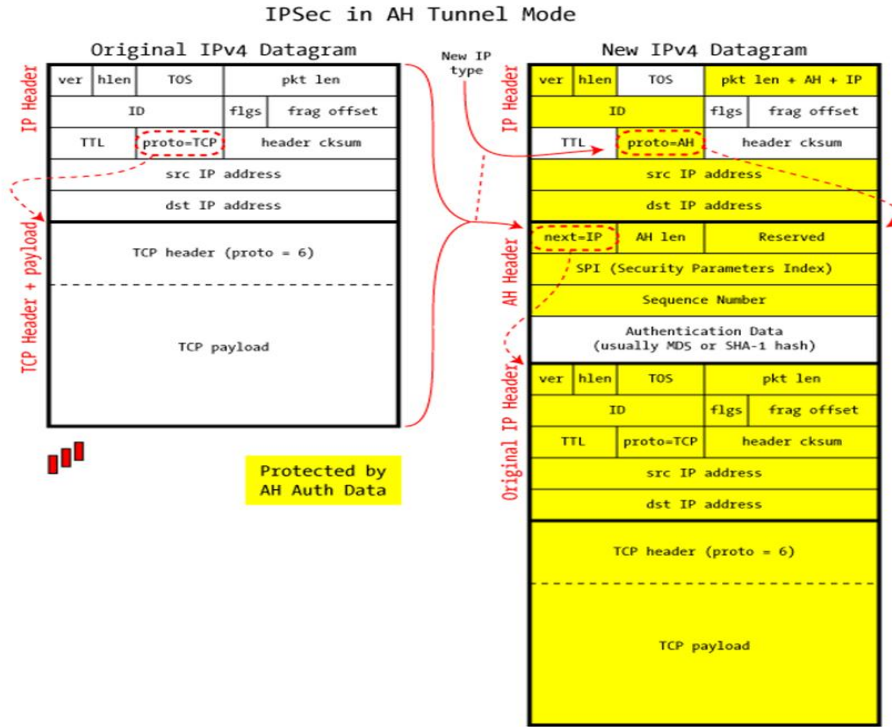 IPSec in AH Tunnel Mode
Original IPv4 Datagram
IP Header
ver hlen TOS pkt len
ID flgs frag offset
TTL proto=TCP header cksum
src IP address
dst IP address
TCP Header + payload
TCP header (proto = 6)
TCP payload
Protected by
AH Auth Data
New IP
type
New IPv4 Datagram
IP Header
ver hlen TOS pkt len + AH + IP
ID flgs frag offset
TTL proto=AH header cksum
src IP address
dst IP address
AH Header
next=IP AH len Reserved
SPI (Security Parameters Index)
Sequence Number
Authentication Data
(usually MD5 or SHA-1 hash)
Original IP Header
ver hlen TOS pkt len
ID flgs frag offset
TTL proto=TCP header cksum
src IP address
dst IP address
TCP header (proto = 6)
TCP payload